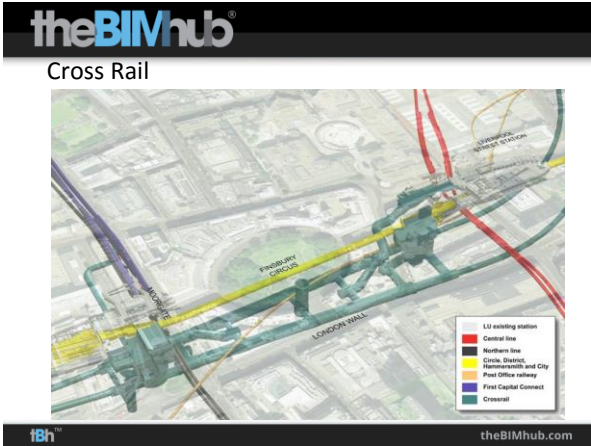 theBIMhub®
Cross Rail
LIVERPOOL
STREET STATION
FINSBURY
CIRCUS
MOORGATE
LONDON WALL
LU existing station
Central line
Northern line
Circle, District,
Hammersmith and City
Post Office railway
First Capital Connect
Crossrail
tBh™
theBIMhub.com